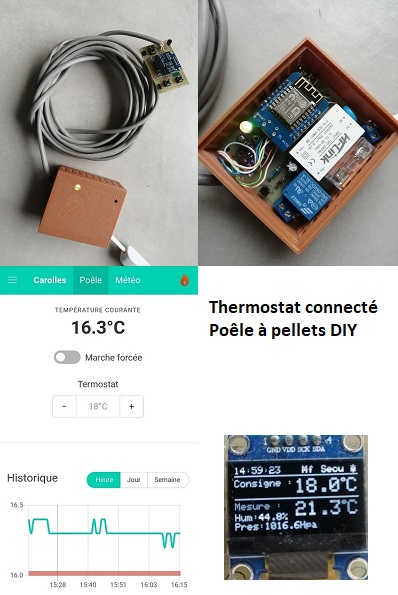 HI-Link
Carolles Poêle Météo
TEMPÉRATURE COURANTE
16.3°C
Marche forcée
Termostat
− 18°C +
Historique
Heure Jour Semaine
16.5
16.0
15:28 15:40 15:51 16:03 16:15
Thermostat connecté
Poêle à pellets DIY
GND VDD SCK SDA
14:59:23 Mf Secu
Consigne : 18.0°C
Mesure : 21.3°C
Hum:44.8%
Pres:1016.6Hpa